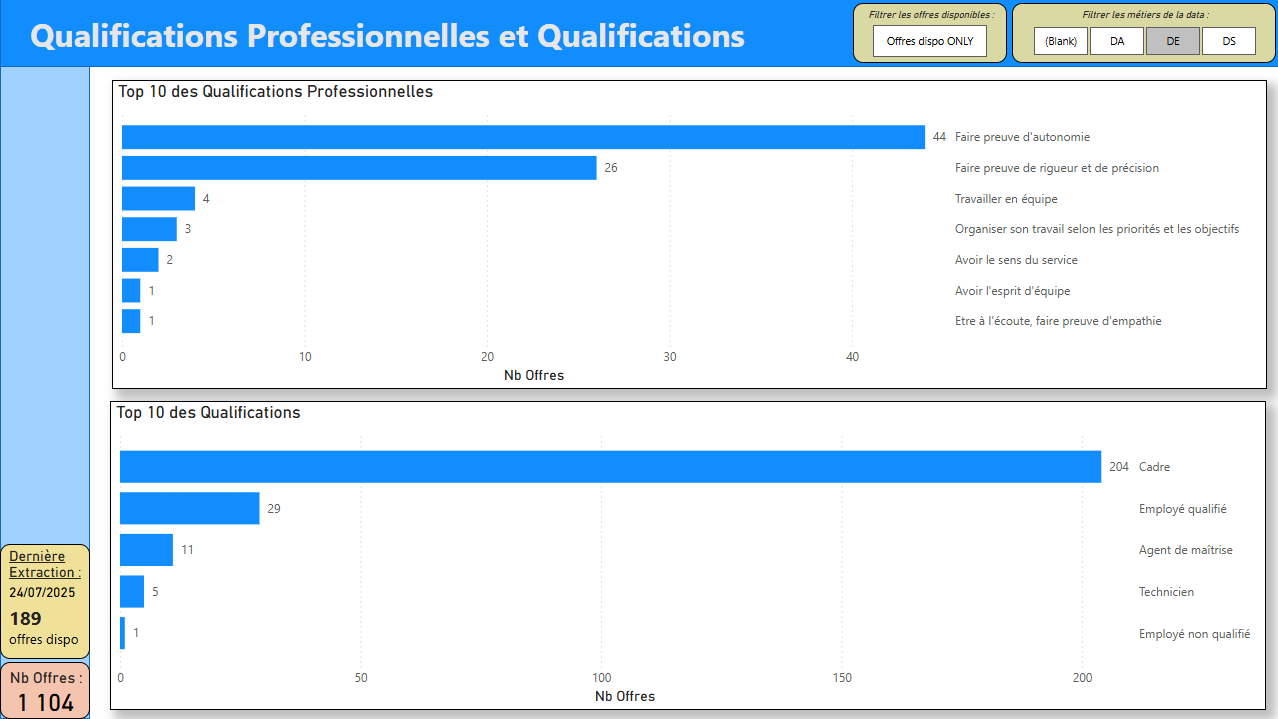 Qualifications Professionnelles et Qualifications
Filtrer les offres disponibles :
Offres dispo ONLY
Filtrer les métiers de la data :
(Blank)
DA
DE
DS
Top 10 des Qualifications Professionnelles
44 Faire preuve d'autonomie
26 Faire preuve de rigueur et de précision
4 Travailler en équipe
3 Organiser son travail selon les priorités et les objectifs
2 Avoir le sens du service
1 Avoir l'esprit d'équipe
1 Etre à l'écoute, faire preuve d'empathie
0 10 20 30 40
Nb Offres
Top 10 des Qualifications
204 Cadre
29 Employé qualifié
11 Agent de maîtrise
5 Technicien
1 Employé non qualifié
0 50 100 150 200
Nb Offres
Dernière
Extraction :
24/07/2025
189
offres dispo
Nb Offres :
1 104